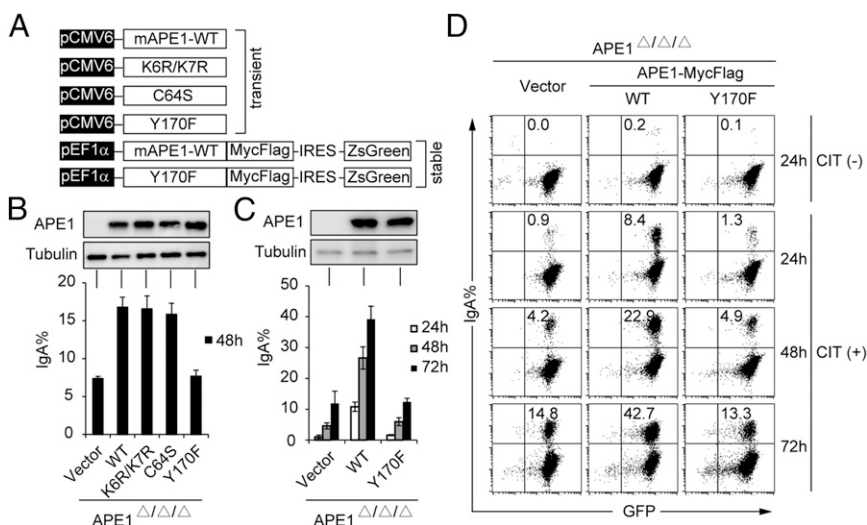 A
pCMV6 mAPE1-WT
pCMV6 K6R/K7R
pCMV6 C64S
pCMV6 Y170F
transient
pEF1α mAPE1-WT MycFlag IRES ZsGreen
pEF1α Y170F MycFlag IRES ZsGreen
stable
B
APE1
Tubulin
IgA%
20
15
10
5
0
48h
Vector
WT
K6R/K7R
C64S
Y170F
APE1 △/△/△
C
APE1
Tubulin
IgA%
50
40
30
20
10
0
24h
48h
72h
Vector
WT
Y170F
APE1 △/△/△
D
APE1 △/△/△
APE1-MycFlag
Vector WT Y170F
0.0 0.2 0.1
24h CIT (-)
0.9 8.4 1.3
24h
4.2 22.9 4.9
48h CIT (+)
14.8 42.7 13.3
72h
IgA%
GFP